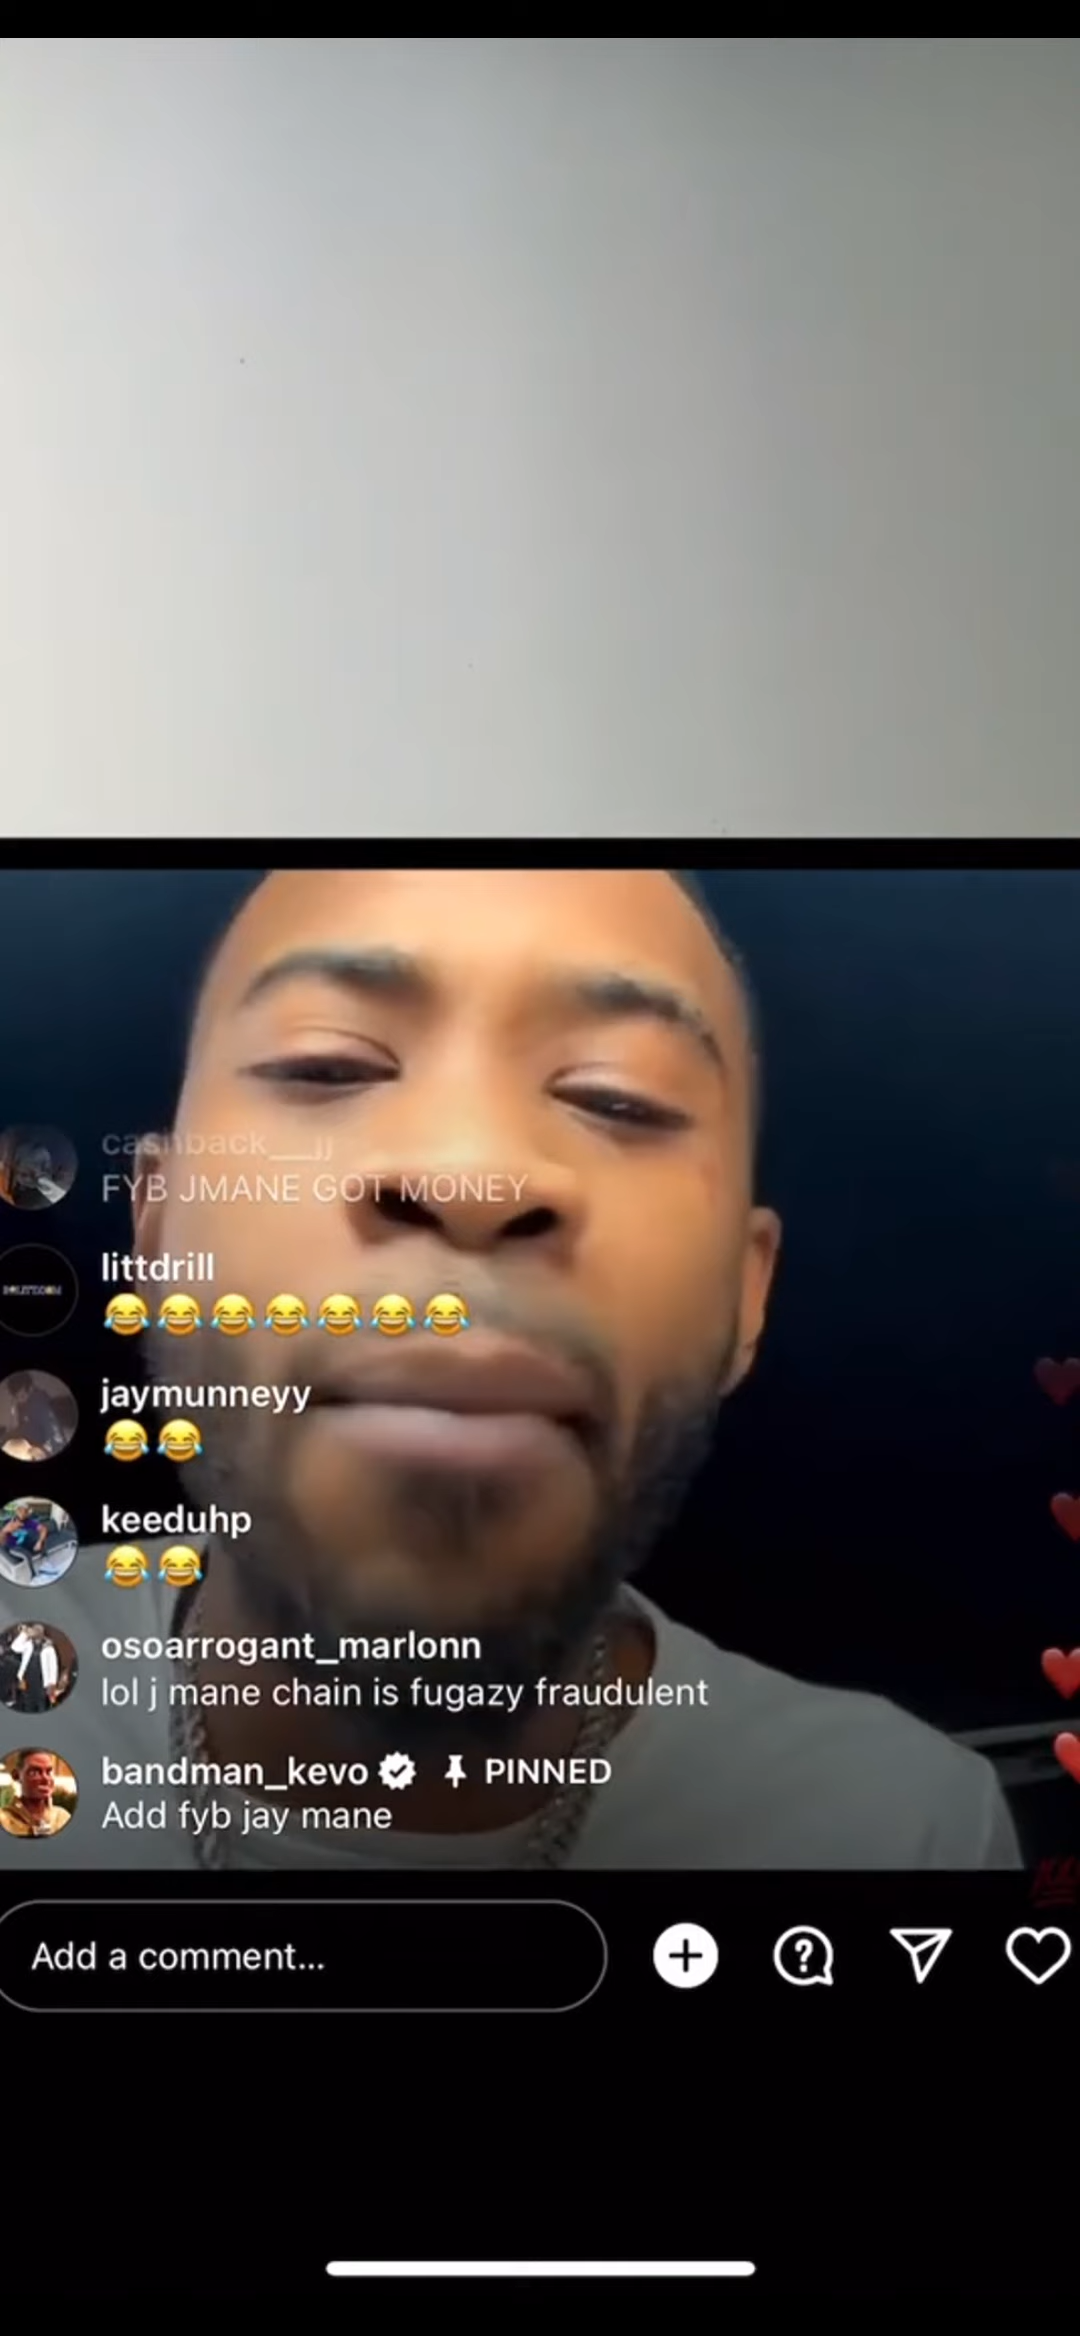 cashback__jj
FYB JMANE GOT MONEY
littdrill
😂😂😂😂😂😂😂
jaymunneyy
😂😂
keeduhp
😂😂
osoarrogant_marlonn
lol j mane chain is fugazy fraudulent
bandman_kevo PINNED
Add fyb jay mane
Add a comment...